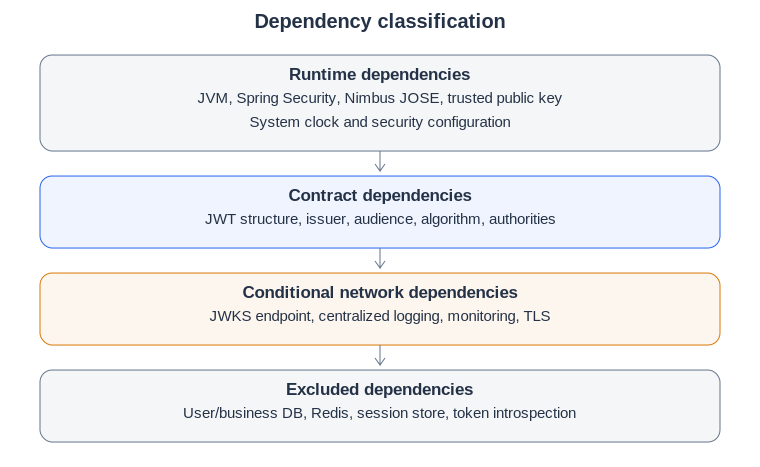 Dependency classification
Runtime dependencies
JVM, Spring Security, Nimbus JOSE, trusted public key
System clock and security configuration
Contract dependencies
JWT structure, issuer, audience, algorithm, authorities
Conditional network dependencies
JWKS endpoint, centralized logging, monitoring, TLS
Excluded dependencies
User/business DB, Redis, session store, token introspection